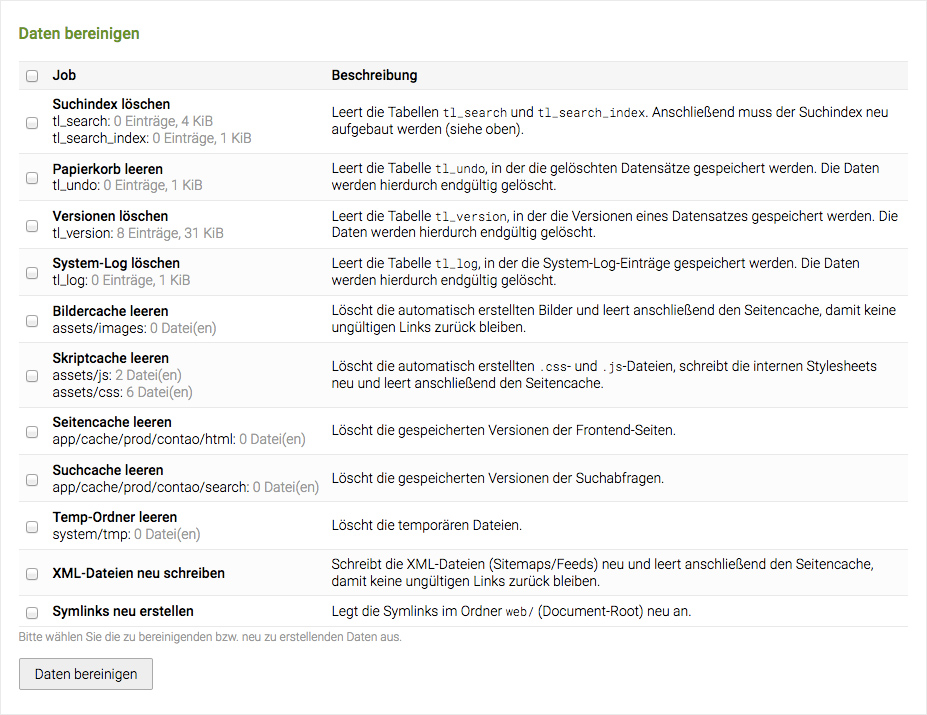 Daten bereinigen
Job Beschreibung
Suchindex löschen
tl_search: 0 Einträge, 4 KiB
tl_search_index: 0 Einträge, 1 KiB
Leert die Tabellen tl_search und tl_search_index. Anschließend muss der Suchindex neu
aufgebaut werden (siehe oben).
Papierkorb leeren
tl_undo: 0 Einträge, 1 KiB
Leert die Tabelle tl_undo, in der die gelöschten Datensätze gespeichert werden. Die Daten
werden hierdurch endgültig gelöscht.
Versionen löschen
tl_version: 8 Einträge, 31 KiB
Leert die Tabelle tl_version, in der die Versionen eines Datensatzes gespeichert werden. Die
Daten werden hierdurch endgültig gelöscht.
System-Log löschen
tl_log: 0 Einträge, 1 KiB
Leert die Tabelle tl_log, in der die System-Log-Einträge gespeichert werden. Die Daten
werden hierdurch endgültig gelöscht.
Bildercache leeren
assets/images: 0 Datei(en)
Löscht die automatisch erstellten Bilder und leert anschließend den Seitencache, damit keine
ungültigen Links zurück bleiben.
Skriptcache leeren
assets/js: 2 Datei(en)
assets/css: 6 Datei(en)
Löscht die automatisch erstellten .css- und .js-Dateien, schreibt die internen Stylesheets
neu und leert anschließend den Seitencache.
Seitencache leeren
app/cache/prod/contao/html: 0 Datei(en)
Löscht die gespeicherten Versionen der Frontend-Seiten.
Suchcache leeren
app/cache/prod/contao/search: 0 Datei(en)
Löscht die gespeicherten Versionen der Suchabfragen.
Temp-Ordner leeren
system/tmp: 0 Datei(en)
Löscht die temporären Dateien.
XML-Dateien neu schreiben
Schreibt die XML-Dateien (Sitemaps/Feeds) neu und leert anschließend den Seitencache,
damit keine ungültigen Links zurück bleiben.
Symlinks neu erstellen
Legt die Symlinks im Ordner web/ (Document-Root) neu an.
Bitte wählen Sie die zu bereinigenden bzw. neu zu erstellenden Daten aus.
Daten bereinigen